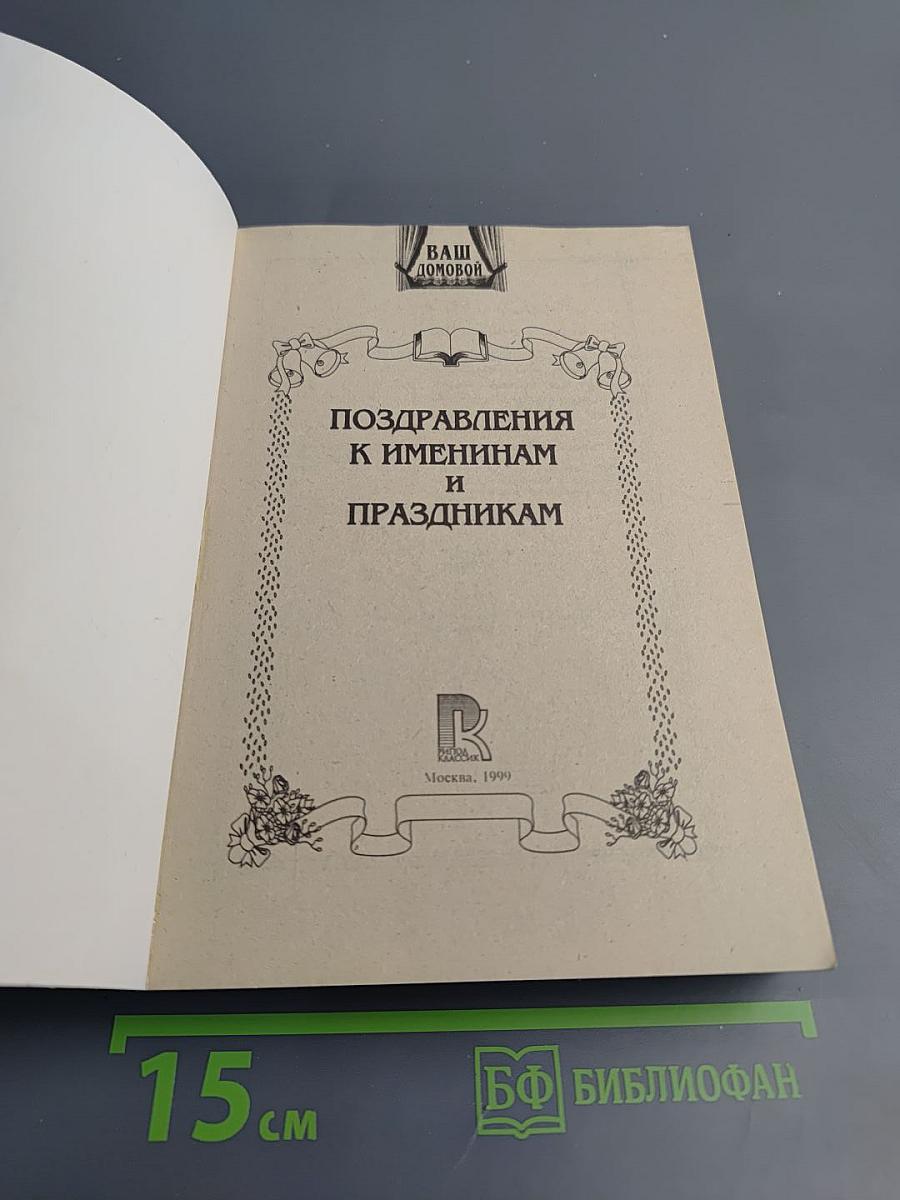 ВАШ
ДОМОВОЙ
ПОЗДРАВЛЕНИЯ
К ИМЕНИНАМ
И
ПРАЗДНИКАМ
РИПОЛ
КЛАССИК
Москва, 1999
15 см
БФ БИБЛИОФАН